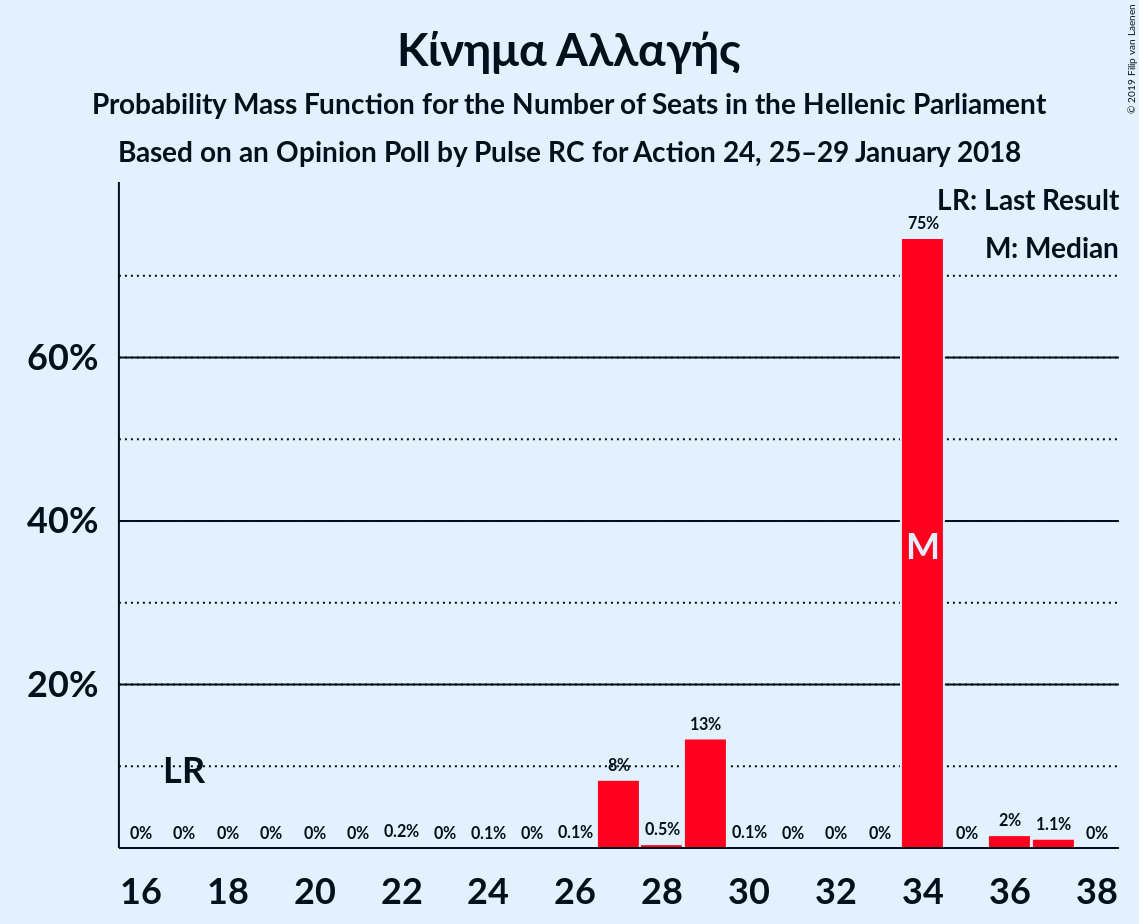 Κίνημα Αλλαγής
Probability Mass Function for the Number of Seats in the Hellenic Parliament
Based on an Opinion Poll by Pulse RC for Action 24, 25–29 January 2018
© 2019 Filip van Laenen
LR: Last Result
M: Median
75%
60%
40%
M
20%
13%
LR
8%
0% 0% 0% 0% 0% 0% 0.2% 0% 0.1% 0% 0.1% 0.5% 0.1% 0% 0% 0% 0% 2% 1.1% 0%
16 18 20 22 24 26 28 30 32 34 36 38